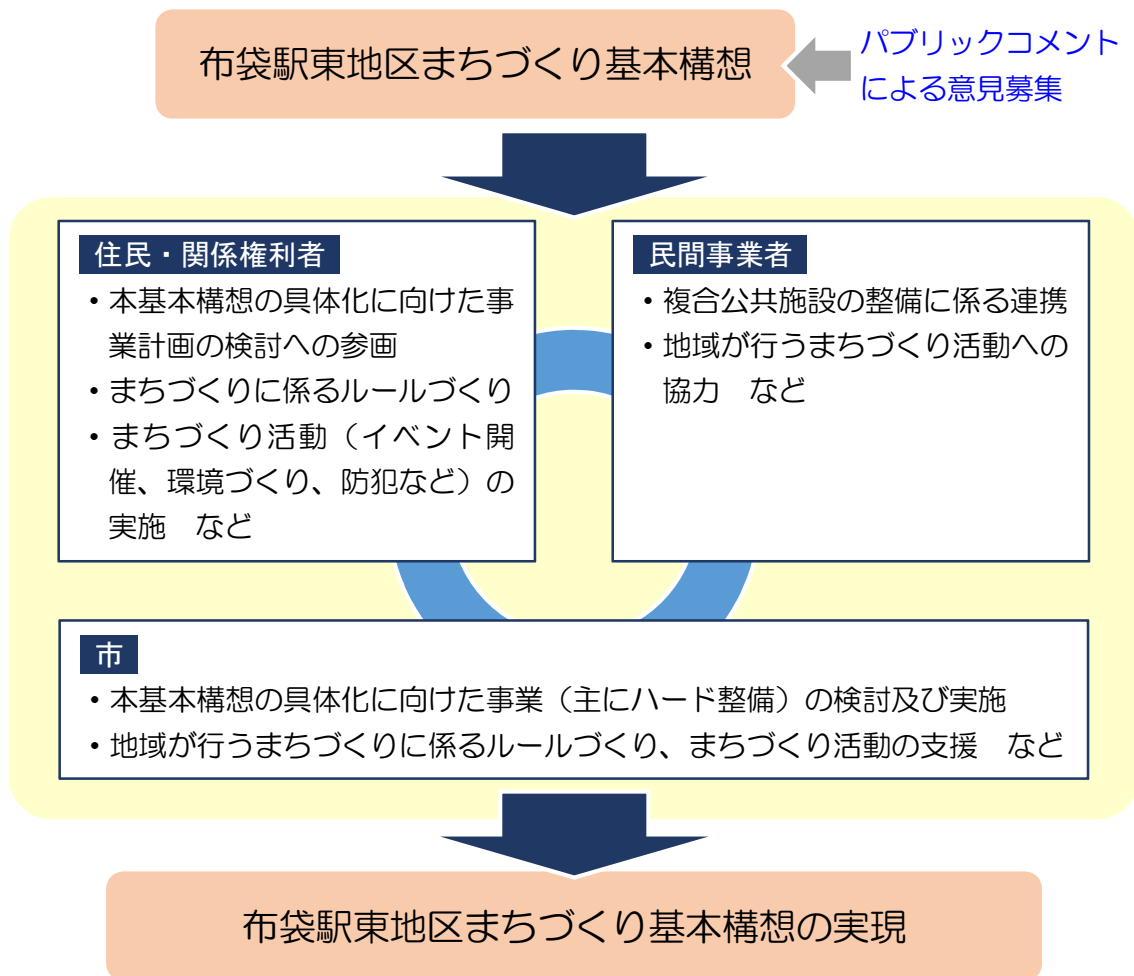 布袋駅東地区まちづくり基本構想
パブリックコメント
による意見募集
住民・関係権利者
・本基本構想の具体化に向けた事
業計画の検討への参画
・まちづくりに係るルールづくり
・まちづくり活動（イベント開
催、環境づくり、防犯など）の
実施　など
民間事業者
・複合公共施設の整備に係る連携
・地域が行うまちづくり活動への
協力　など
市
・本基本構想の具体化に向けた事業（主にハード整備）の検討及び実施
・地域が行うまちづくりに係るルールづくり、まちづくり活動の支援　など
布袋駅東地区まちづくり基本構想の実現